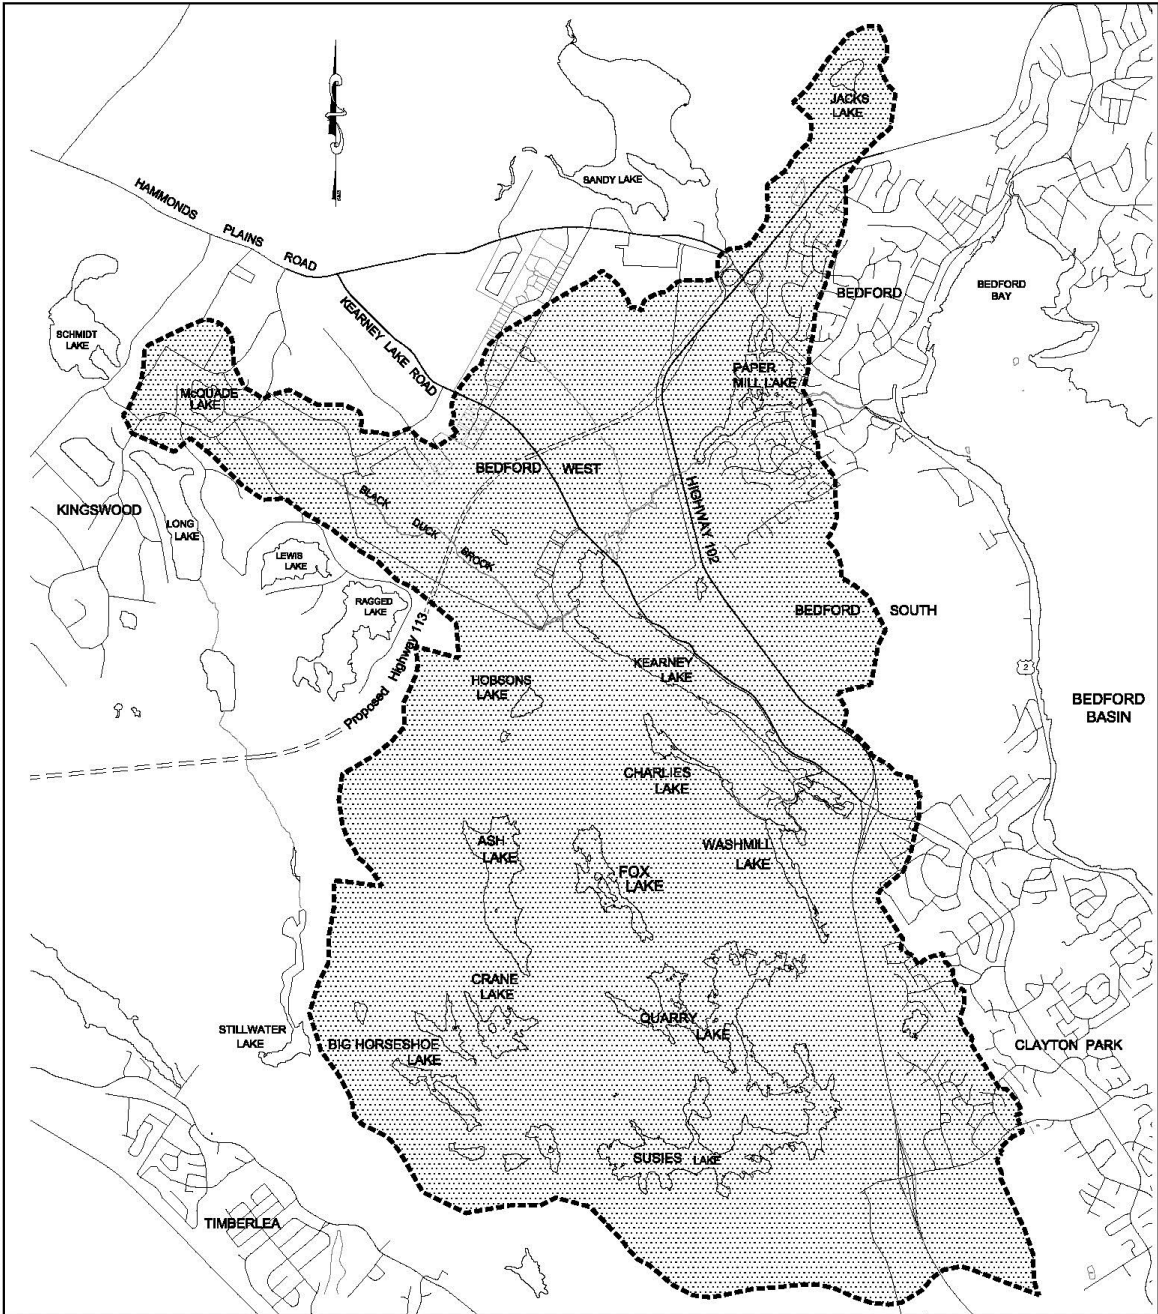 JACKS
LAKE
SANDY LAKE
HAMMONDS
PLAINS
ROAD
BEDFORD
BAY
BEDFORD
KEARNEY LAKE ROAD
SCHMIDT
LAKE
PAPER
MILL LAKE
McQUADE
LAKE
BEDFORD WEST
HIGHWAY 102
BLACK
DUCK
BROOK
KINGSWOOD
LONG
LAKE
LEWIS
LAKE
RAGGED
LAKE
BEDFORD SOUTH
Proposed Highway 113
KEARNEY
LAKE
2
HOBSONS
LAKE
BEDFORD
BASIN
CHARLIES
LAKE
ASH
LAKE
WASHMILL
LAKE
FOX
LAKE
CRANE
LAKE
QUARRY
LAKE
STILLWATER
LAKE
BIG HORSESHOE
LAKE
CLAYTON PARK
SUSIES LAKE
TIMBERLEA